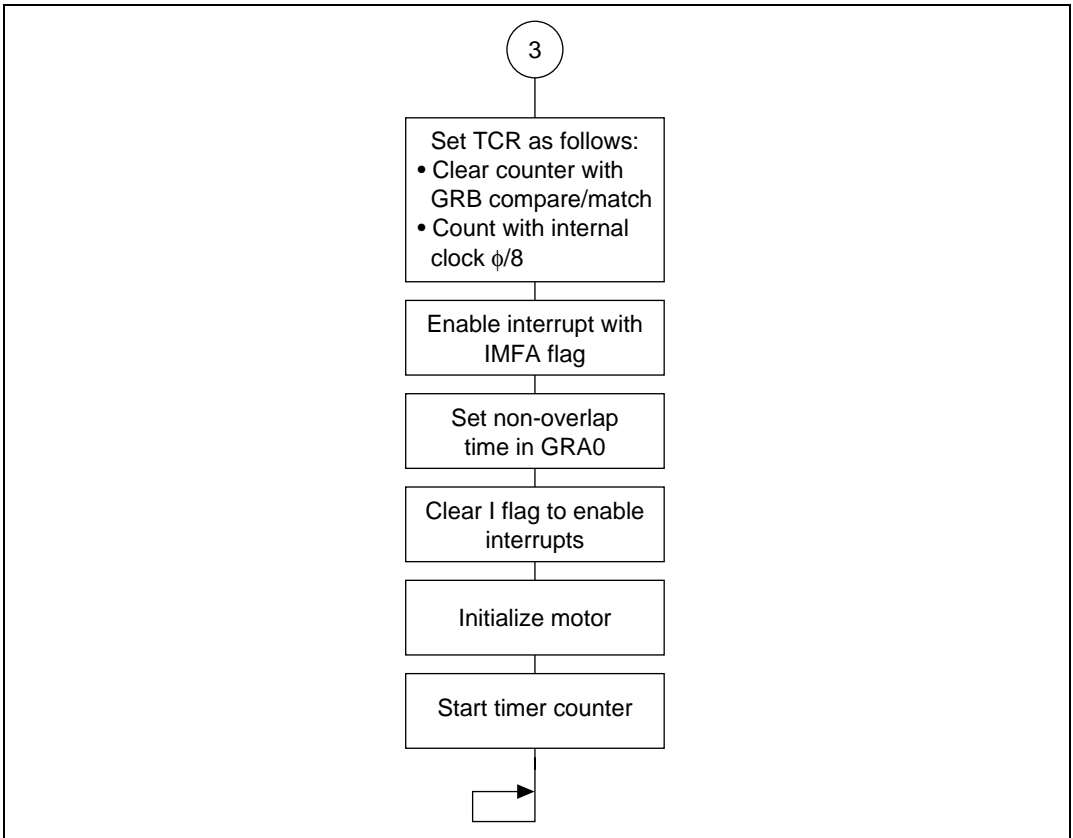 3
Set TCR as follows:
• Clear counter with
GRB compare/match
• Count with internal
clock ϕ/8
Enable interrupt with
IMFA flag
Set non-overlap
time in GRA0
Clear I flag to enable
interrupts
Initialize motor
Start timer counter